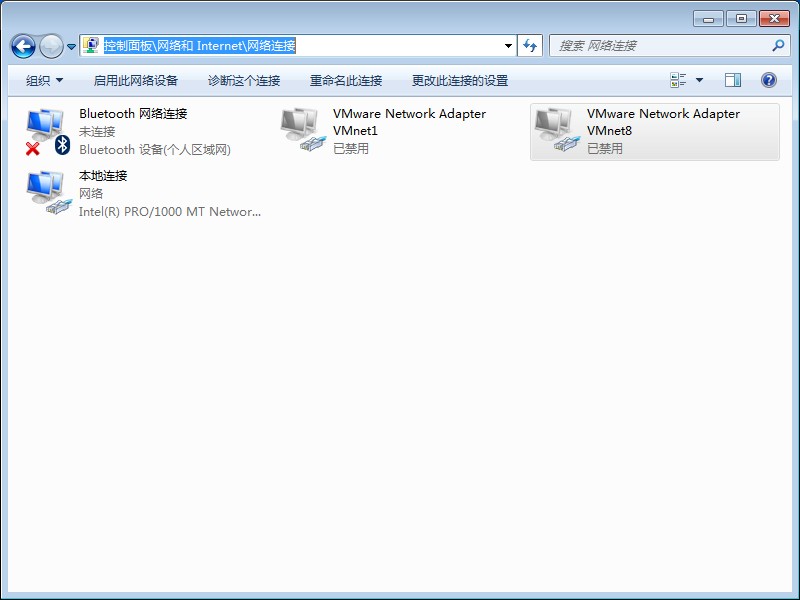 控制面板\网络和 Internet\网络连接
搜索 网络连接
组织
启用此网络设备
诊断这个连接
重命名此连接
更改此连接的设置
Bluetooth 网络连接
未连接
Bluetooth 设备(个人区域网)
VMware Network Adapter
VMnet1
已禁用
VMware Network Adapter
VMnet8
已禁用
本地连接
网络
Intel(R) PRO/1000 MT Networ...